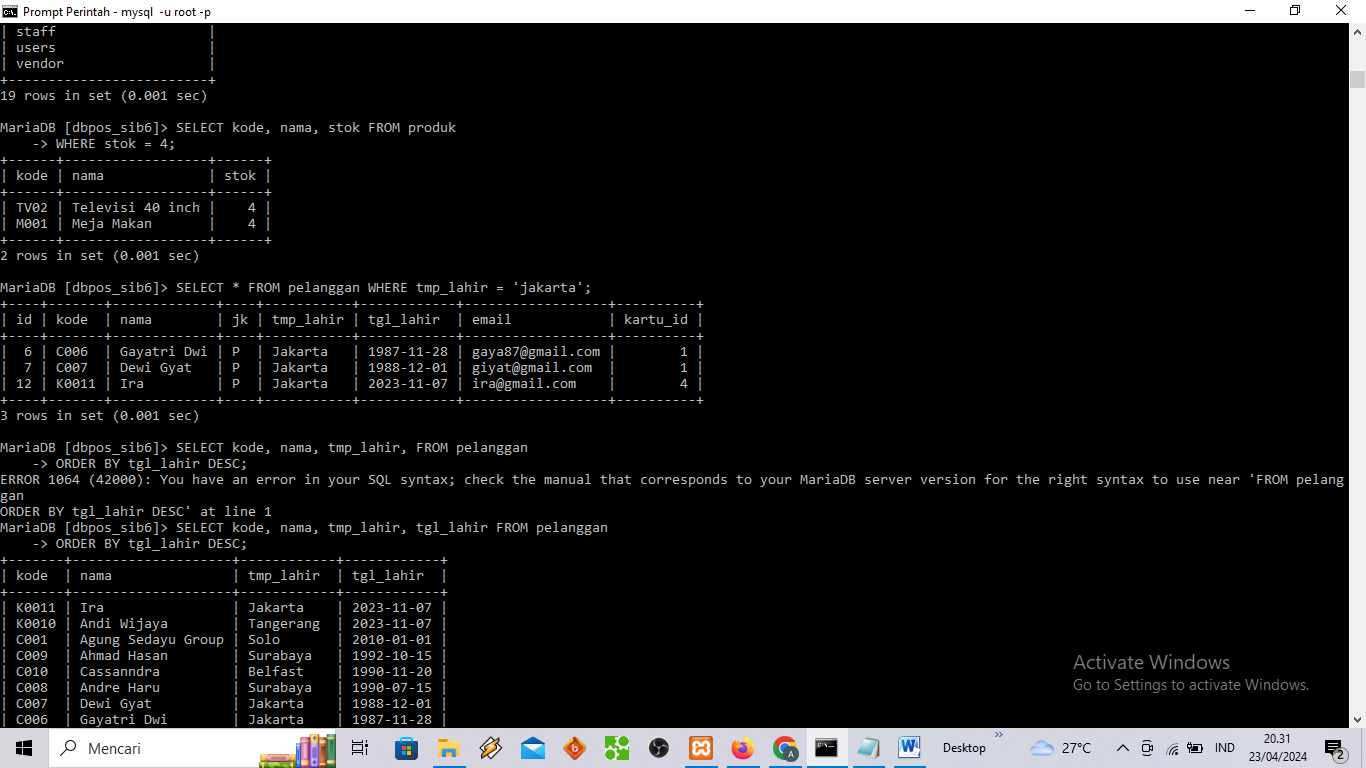 Prompt Perintah - mysql -u root -p
| staff                   |
| users                   |
| vendor                  |
+-------------------------+
19 rows in set (0.001 sec)
MariaDB [dbpos_sib6]> SELECT kode, nama, stok FROM produk
    -> WHERE stok = 4;
+------+------------------+------+
| kode | nama             | stok |
+------+------------------+------+
| TV02 | Televisi 40 inch |    4 |
| M001 | Meja Makan       |    4 |
+------+------------------+------+
2 rows in set (0.001 sec)
MariaDB [dbpos_sib6]> SELECT * FROM pelanggan WHERE tmp_lahir = 'jakarta';
+----+-------+-------------+----+-----------+------------+------------------+----------+
| id | kode  | nama        | jk | tmp_lahir | tgl_lahir  | email            | kartu_id |
+----+-------+-------------+----+-----------+------------+------------------+----------+
|  6 | C006  | Gayatri Dwi | P  | Jakarta   | 1987-11-28 | gaya87@gmail.com |        1 |
|  7 | C007  | Dewi Gyat   | P  | Jakarta   | 1988-12-01 | giyat@gmail.com  |        1 |
| 12 | K0011 | Ira         | P  | Jakarta   | 2023-11-07 | ira@gmail.com    |        4 |
+----+-------+-------------+----+-----------+------------+------------------+----------+
3 rows in set (0.001 sec)
MariaDB [dbpos_sib6]> SELECT kode, nama, tmp_lahir, FROM pelanggan
    -> ORDER BY tgl_lahir DESC;
ERROR 1064 (42000): You have an error in your SQL syntax; check the manual that corresponds to your MariaDB server version for the right syntax to use near 'FROM pelang
gan
ORDER BY tgl_lahir DESC' at line 1
MariaDB [dbpos_sib6]> SELECT kode, nama, tmp_lahir, tgl_lahir FROM pelanggan
    -> ORDER BY tgl_lahir DESC;
+-------+--------------------+------------+------------+
| kode  | nama               | tmp_lahir  | tgl_lahir  |
+-------+--------------------+------------+------------+
| K0011 | Ira                | Jakarta    | 2023-11-07 |
| K0010 | Andi Wijaya        | Tangerang  | 2023-11-07 |
| C001  | Agung Sedayu Group | Solo       | 2010-01-01 |
| C009  | Ahmad Hasan        | Surabaya   | 1992-10-15 |
| C010  | Cassanndra         | Belfast    | 1990-11-20 |
| C008  | Andre Haru         | Surabaya   | 1990-07-15 |
| C007  | Dewi Gyat          | Jakarta    | 1988-12-01 |
| C006  | Gayatri Dwi        | Jakarta    | 1987-11-28 |
Activate Windows
Go to Settings to activate Windows.
Mencari
Desktop
27°C
IND
20.31
23/04/2024
2